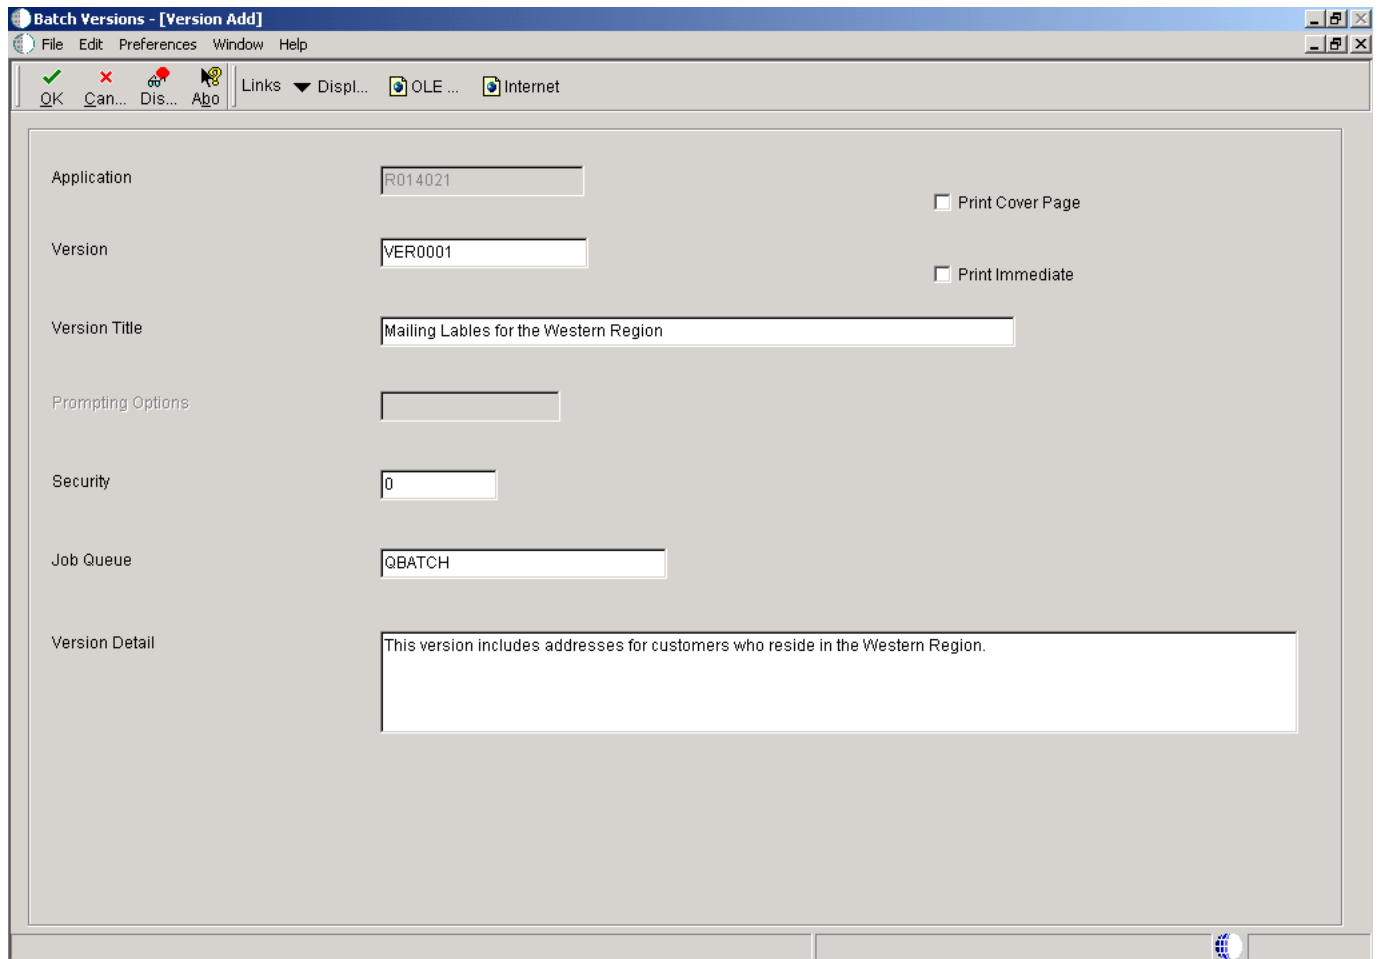 Batch Versions - [Version Add]
File Edit Preferences Window Help
OK Can... Dis... Abo Links Displ... OLE ... Internet
Application R014021
Print Cover Page
Version VER0001
Print Immediate
Version Title Mailing Lables for the Western Region
Prompting Options
Security 0
Job Queue QBATCH
Version Detail This version includes addresses for customers who reside in the Western Region.